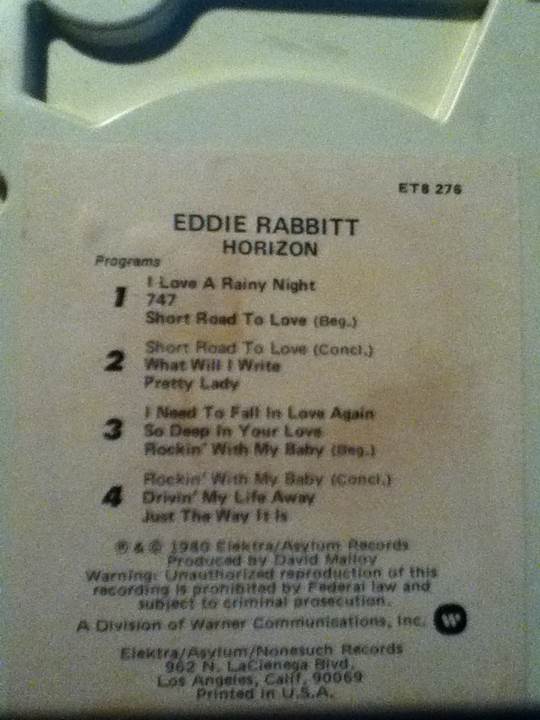 ET8 276
EDDIE RABBITT
HORIZON
Programs
1
I Love A Rainy Night
747
Short Road To Love (Beg.)
2
Short Road To Love (Concl.)
What Will I Write
Pretty Lady
3
I Need To Fall In Love Again
So Deep In Your Love
Rockin' With My Baby (Beg.)
4
Rockin' With My Baby (Concl.)
Drivin' My Life Away
Just The Way It Is
℗ & © 1980 Elektra/Asylum Records
Produced by David Malloy
Warning: Unauthorized reproduction of this
recording is prohibited by Federal law and
subject to criminal prosecution.
A Division of Warner Communications, Inc.
Elektra/Asylum/Nonesuch Records
962 N. LaCienega Blvd.
Los Angeles, Calif. 90069
Printed in U.S.A.